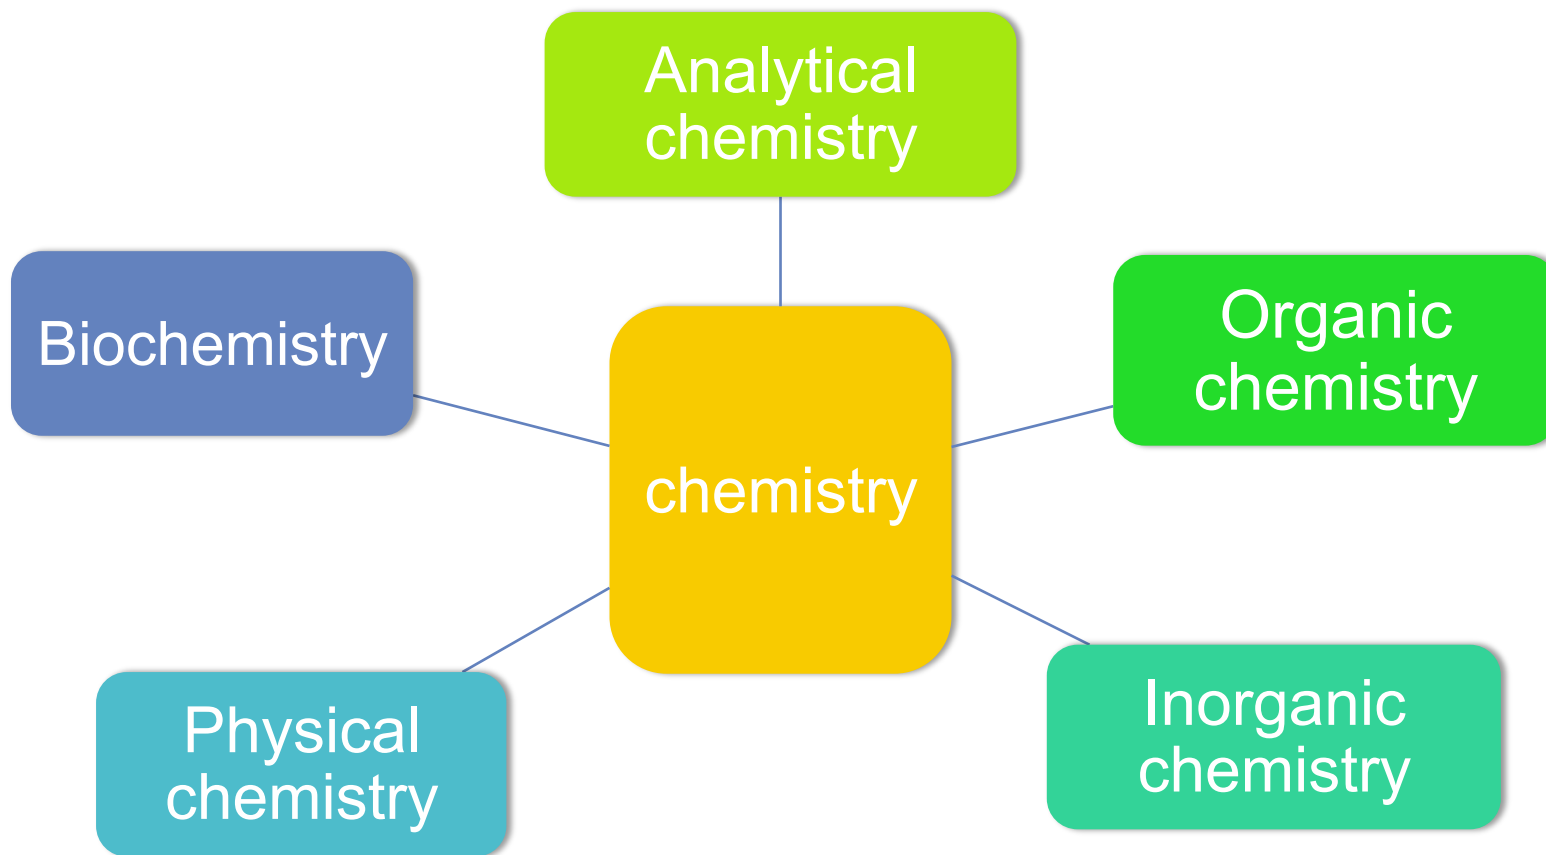 Analytical
chemistry
Biochemistry
Organic
chemistry
chemistry
Physical
chemistry
Inorganic
chemistry